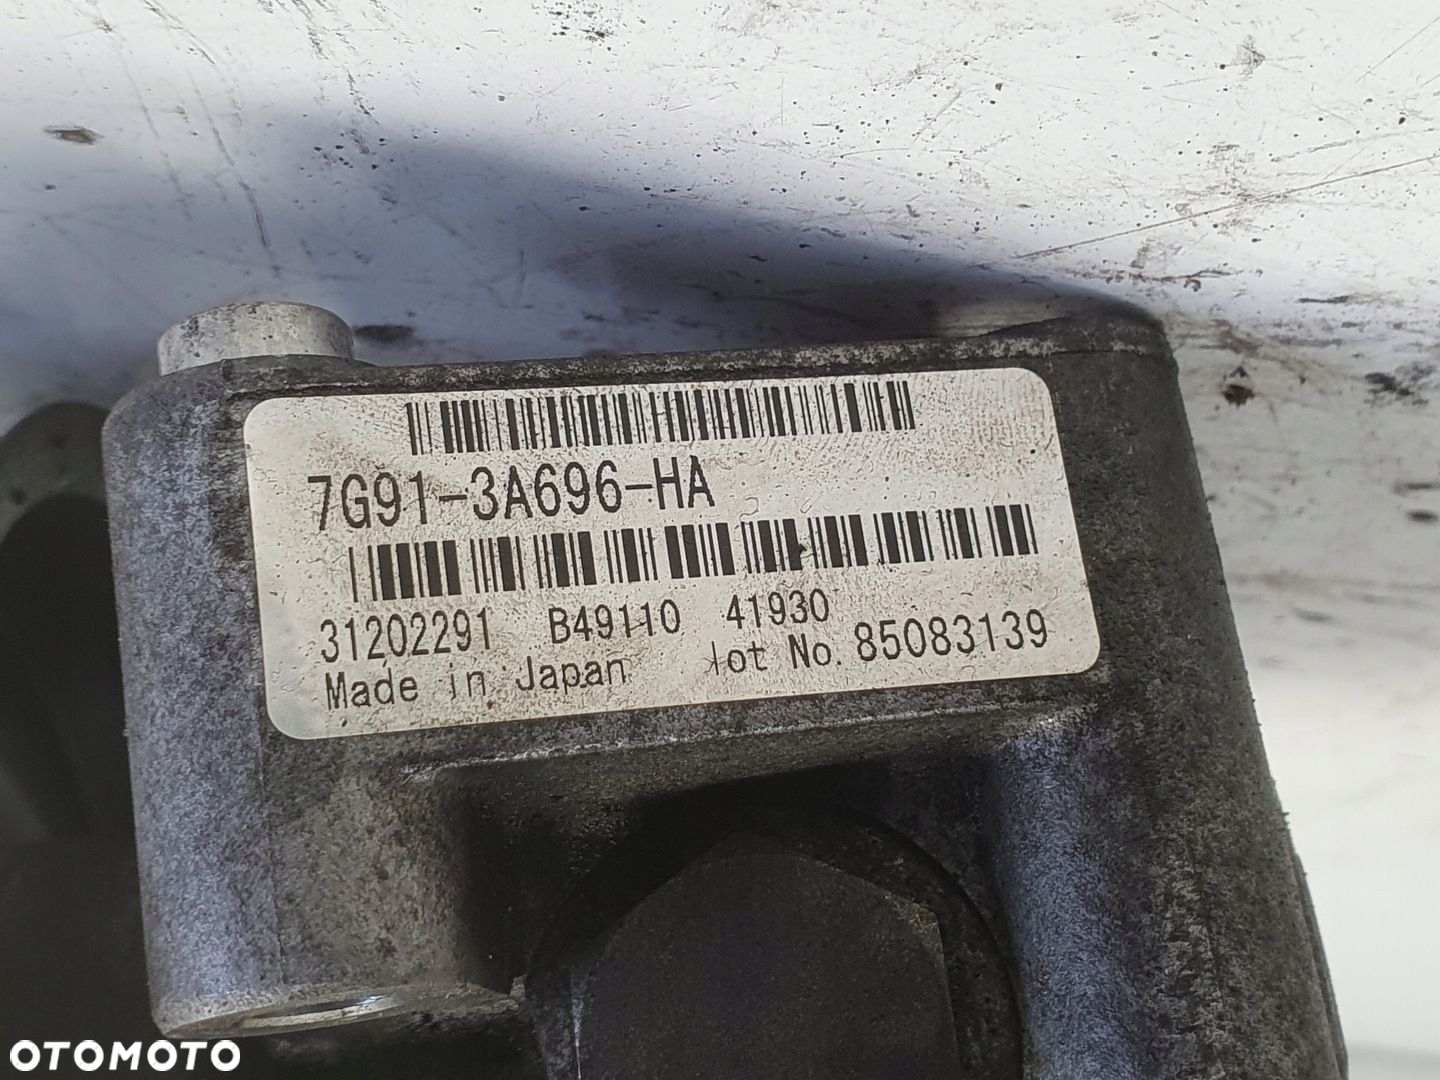 7G91-3A696-HA
31202291 B49110 41930
Made in Japan lot No. 85083139
OTOMOTO